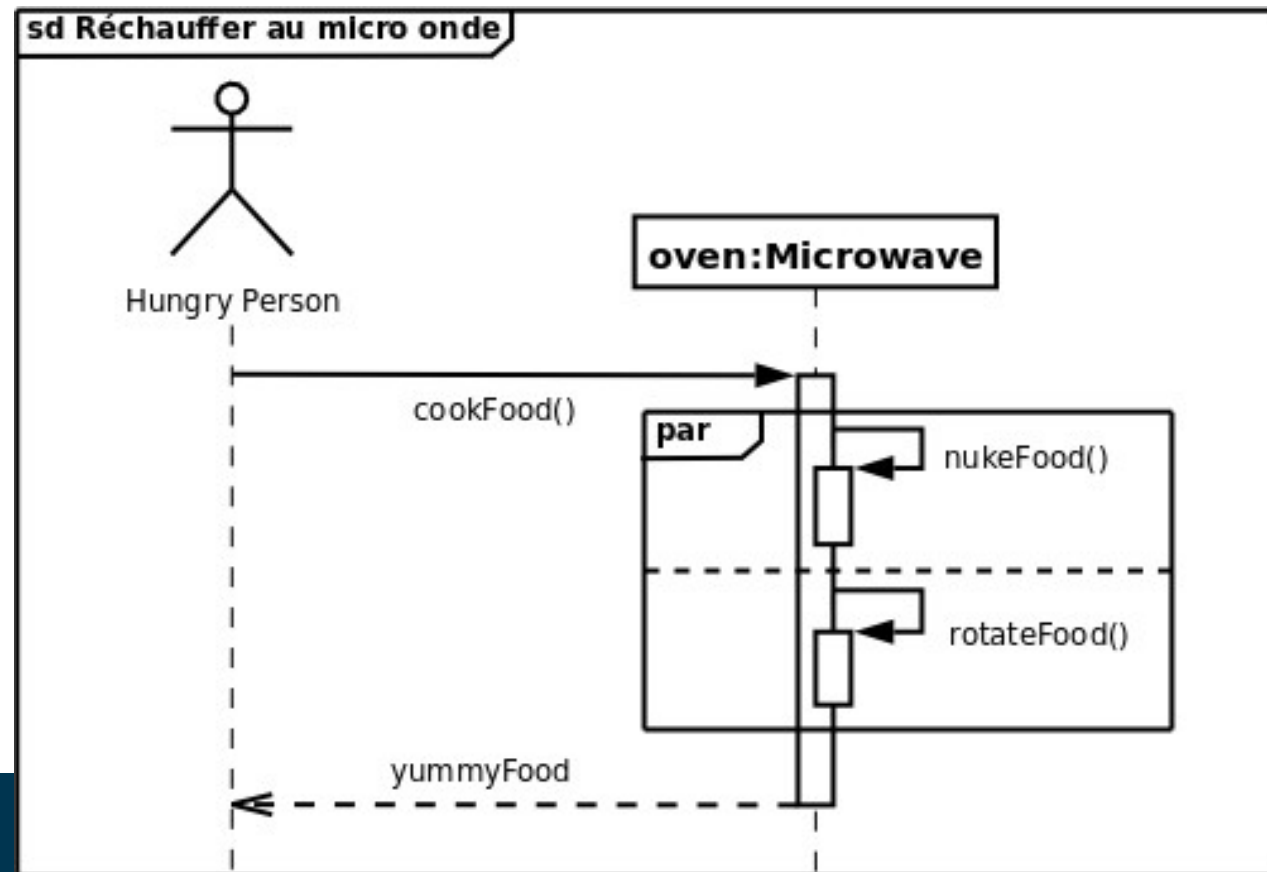 sd Réchauffer au micro onde
Hungry Person
oven:Microwave
cookFood()
par
nukeFood()
rotateFood()
yummyFood